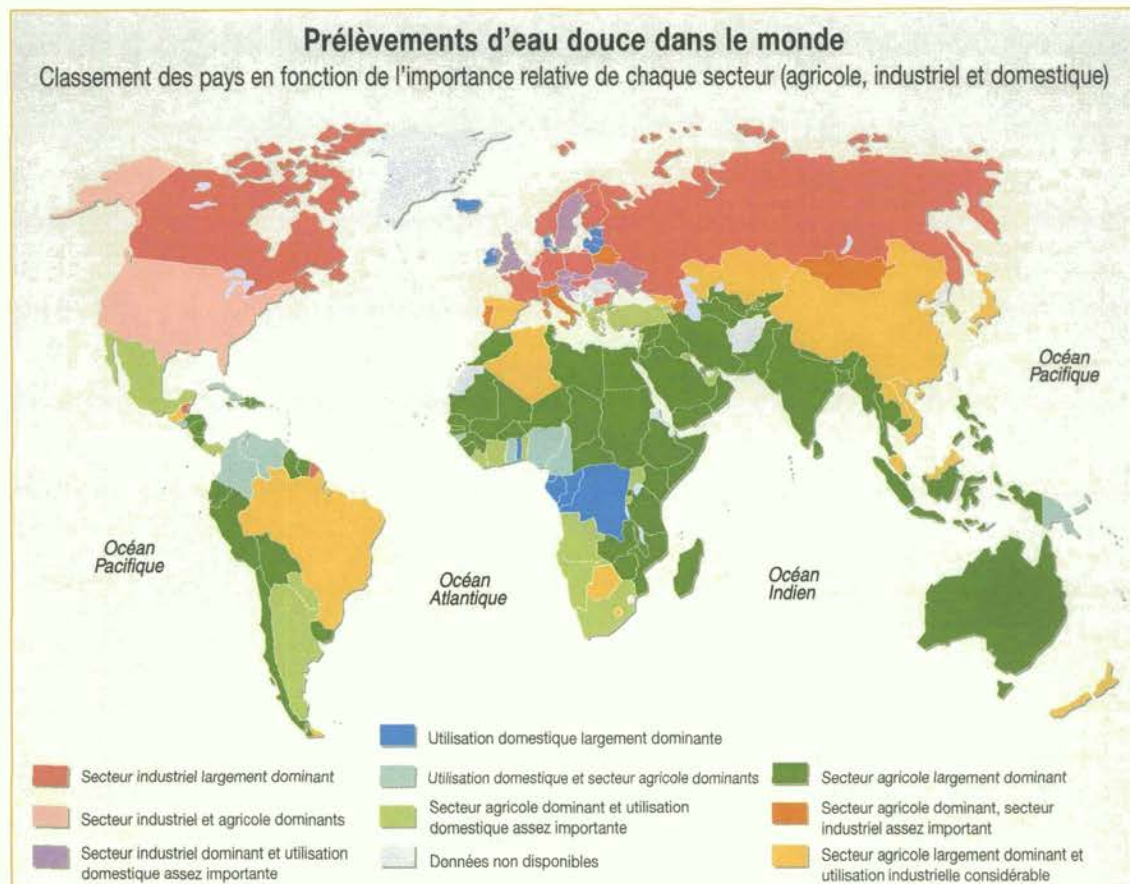 Prélèvements d'eau douce dans le monde
Classement des pays en fonction de l'importance relative de chaque secteur (agricole, industriel et domestique)
Océan
Pacifique
Océan
Pacifique
Océan
Atlantique
Océan
Indien
Utilisation domestique largement dominante
Secteur industriel largement dominant
Utilisation domestique et secteur agricole dominants
Secteur agricole largement dominant
Secteur industriel et agricole dominants
Secteur agricole dominant et utilisation
domestique assez importante
Secteur agricole dominant, secteur
industriel assez important
Secteur industriel dominant et utilisation
domestique assez importante
Données non disponibles
Secteur agricole largement dominant et
utilisation industrielle considérable